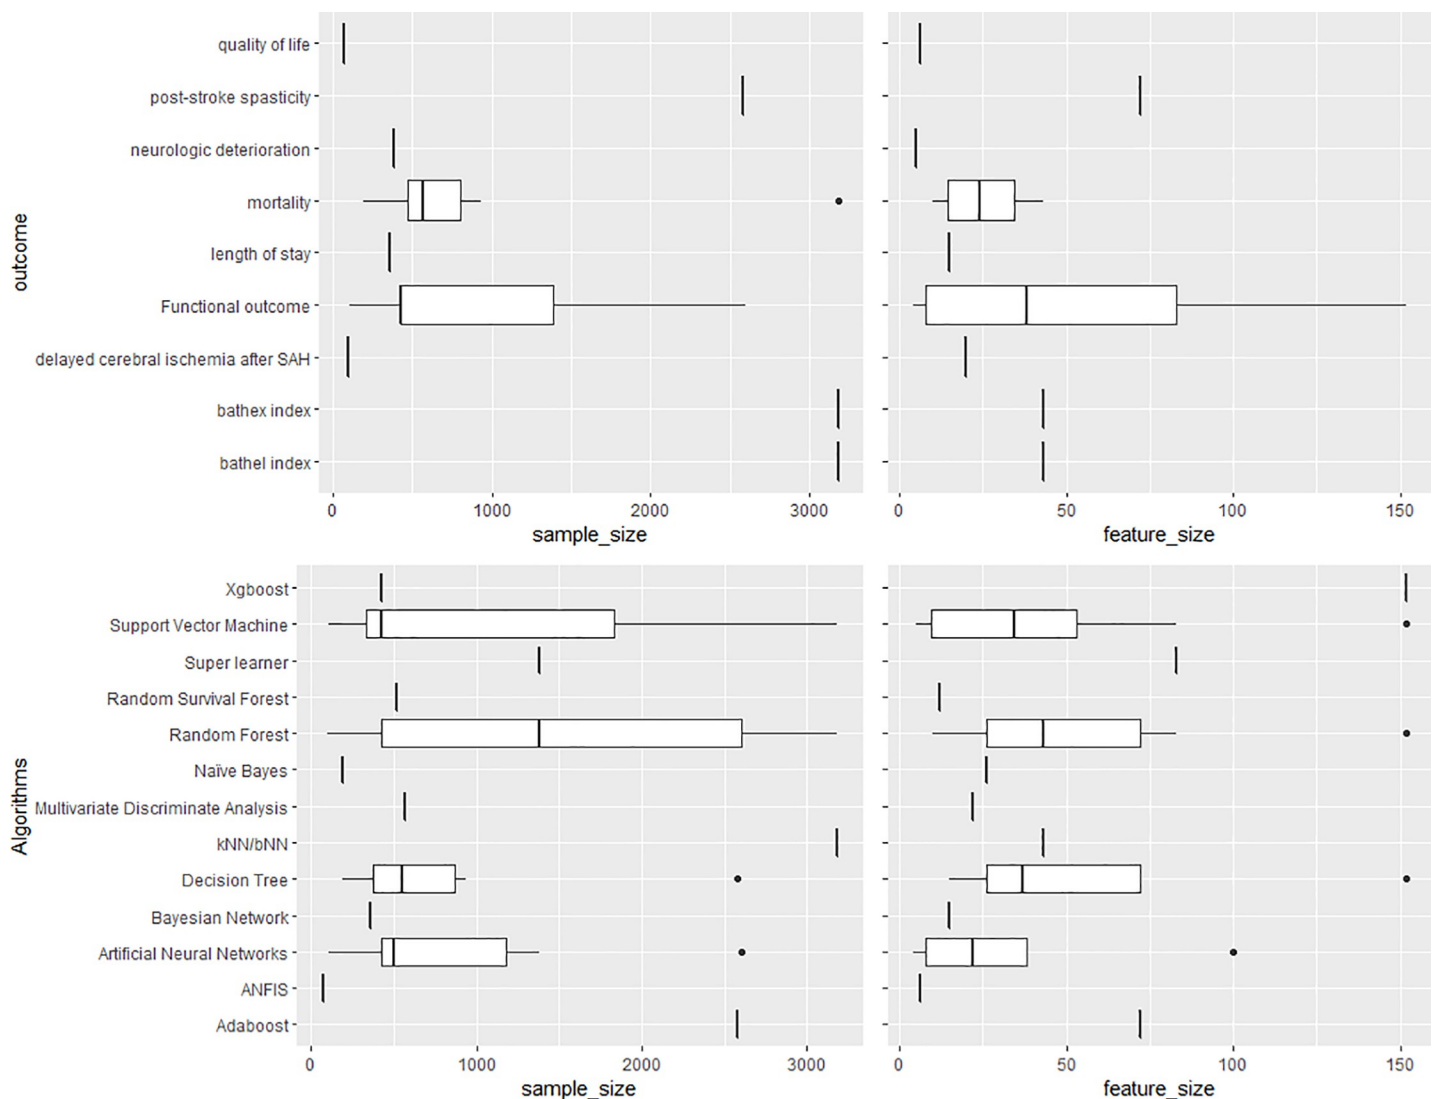 quality of life
post-stroke spasticity
neurologic deterioration
mortality
length of stay
Functional outcome
delayed cerebral ischemia after SAH
bathex index
bathel index
outcome
0 1000 2000 3000
sample_size
0 50 100 150
feature_size
Xgboost
Support Vector Machine
Super learner
Random Survival Forest
Random Forest
Naïve Bayes
Multivariate Discriminate Analysis
kNN/bNN
Decision Tree
Bayesian Network
Artificial Neural Networks
ANFIS
Adaboost
Algorithms
0 1000 2000 3000
sample_size
0 50 100 150
feature_size